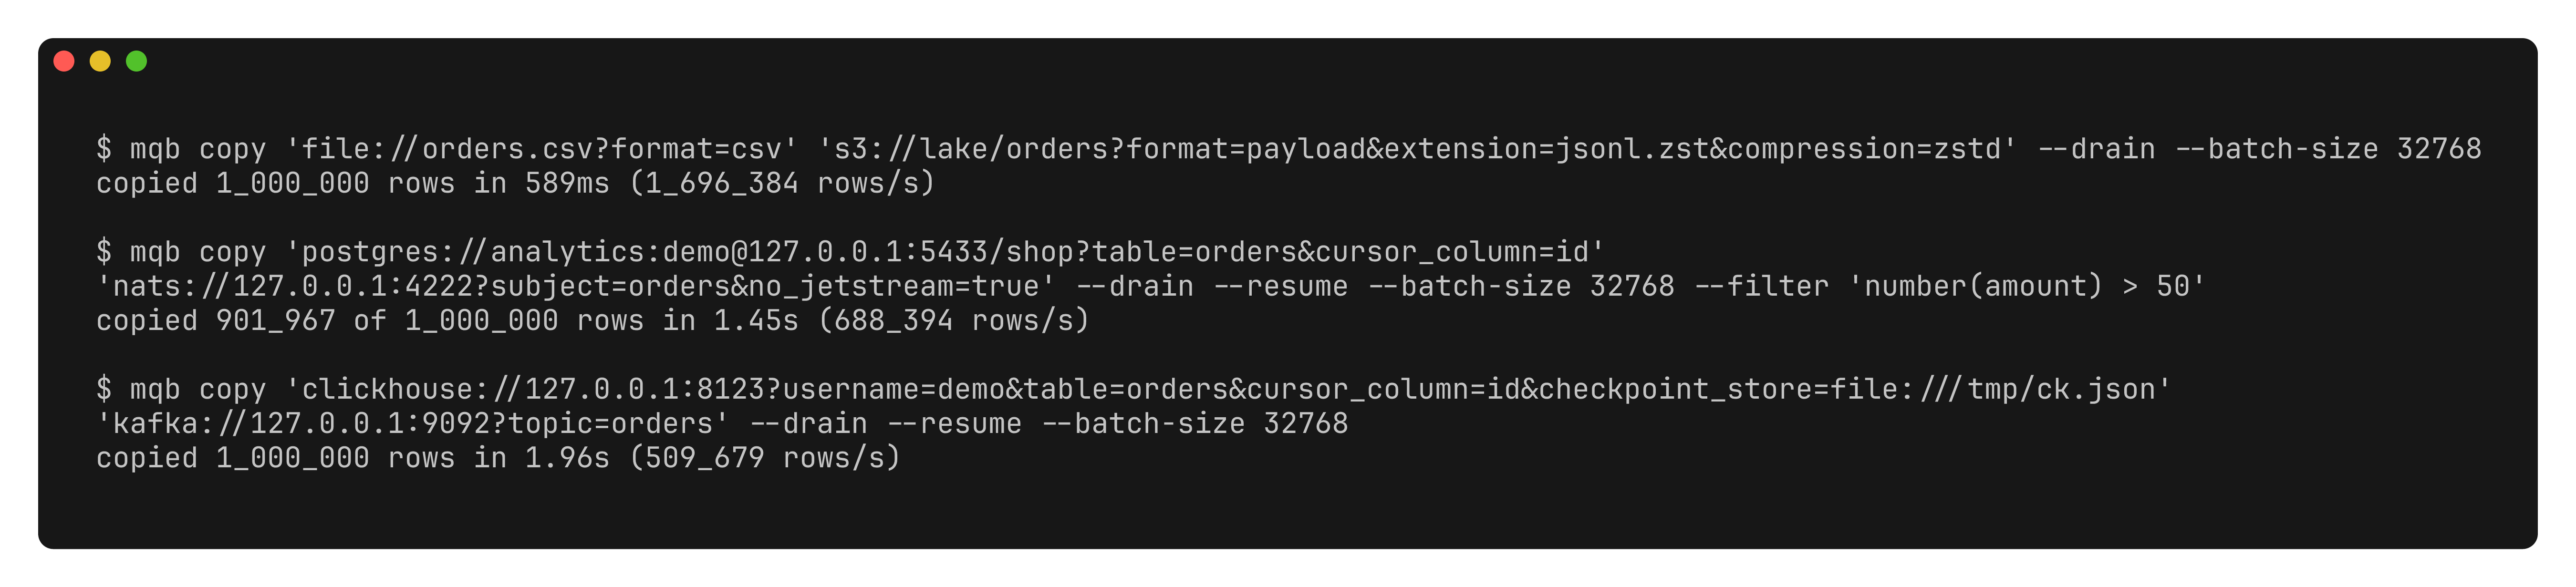 $ mqb copy 'file://orders.csv?format=csv' 's3://lake/orders?format=payload&extension=jsonl.zst&compression=zstd' --drain --batch-size 32768
copied 1_000_000 rows in 589ms (1_696_384 rows/s)
$ mqb copy 'postgres://analytics:demo@127.0.0.1:5433/shop?table=orders&cursor_column=id'
'nats://127.0.0.1:4222?subject=orders&no_jetstream=true' --drain --resume --batch-size 32768 --filter 'number(amount) > 50'
copied 901_967 of 1_000_000 rows in 1.45s (688_394 rows/s)
$ mqb copy 'clickhouse://127.0.0.1:8123?username=demo&table=orders&cursor_column=id&checkpoint_store=file:///tmp/ck.json'
'kafka://127.0.0.1:9092?topic=orders' --drain --resume --batch-size 32768
copied 1_000_000 rows in 1.96s (509_679 rows/s)